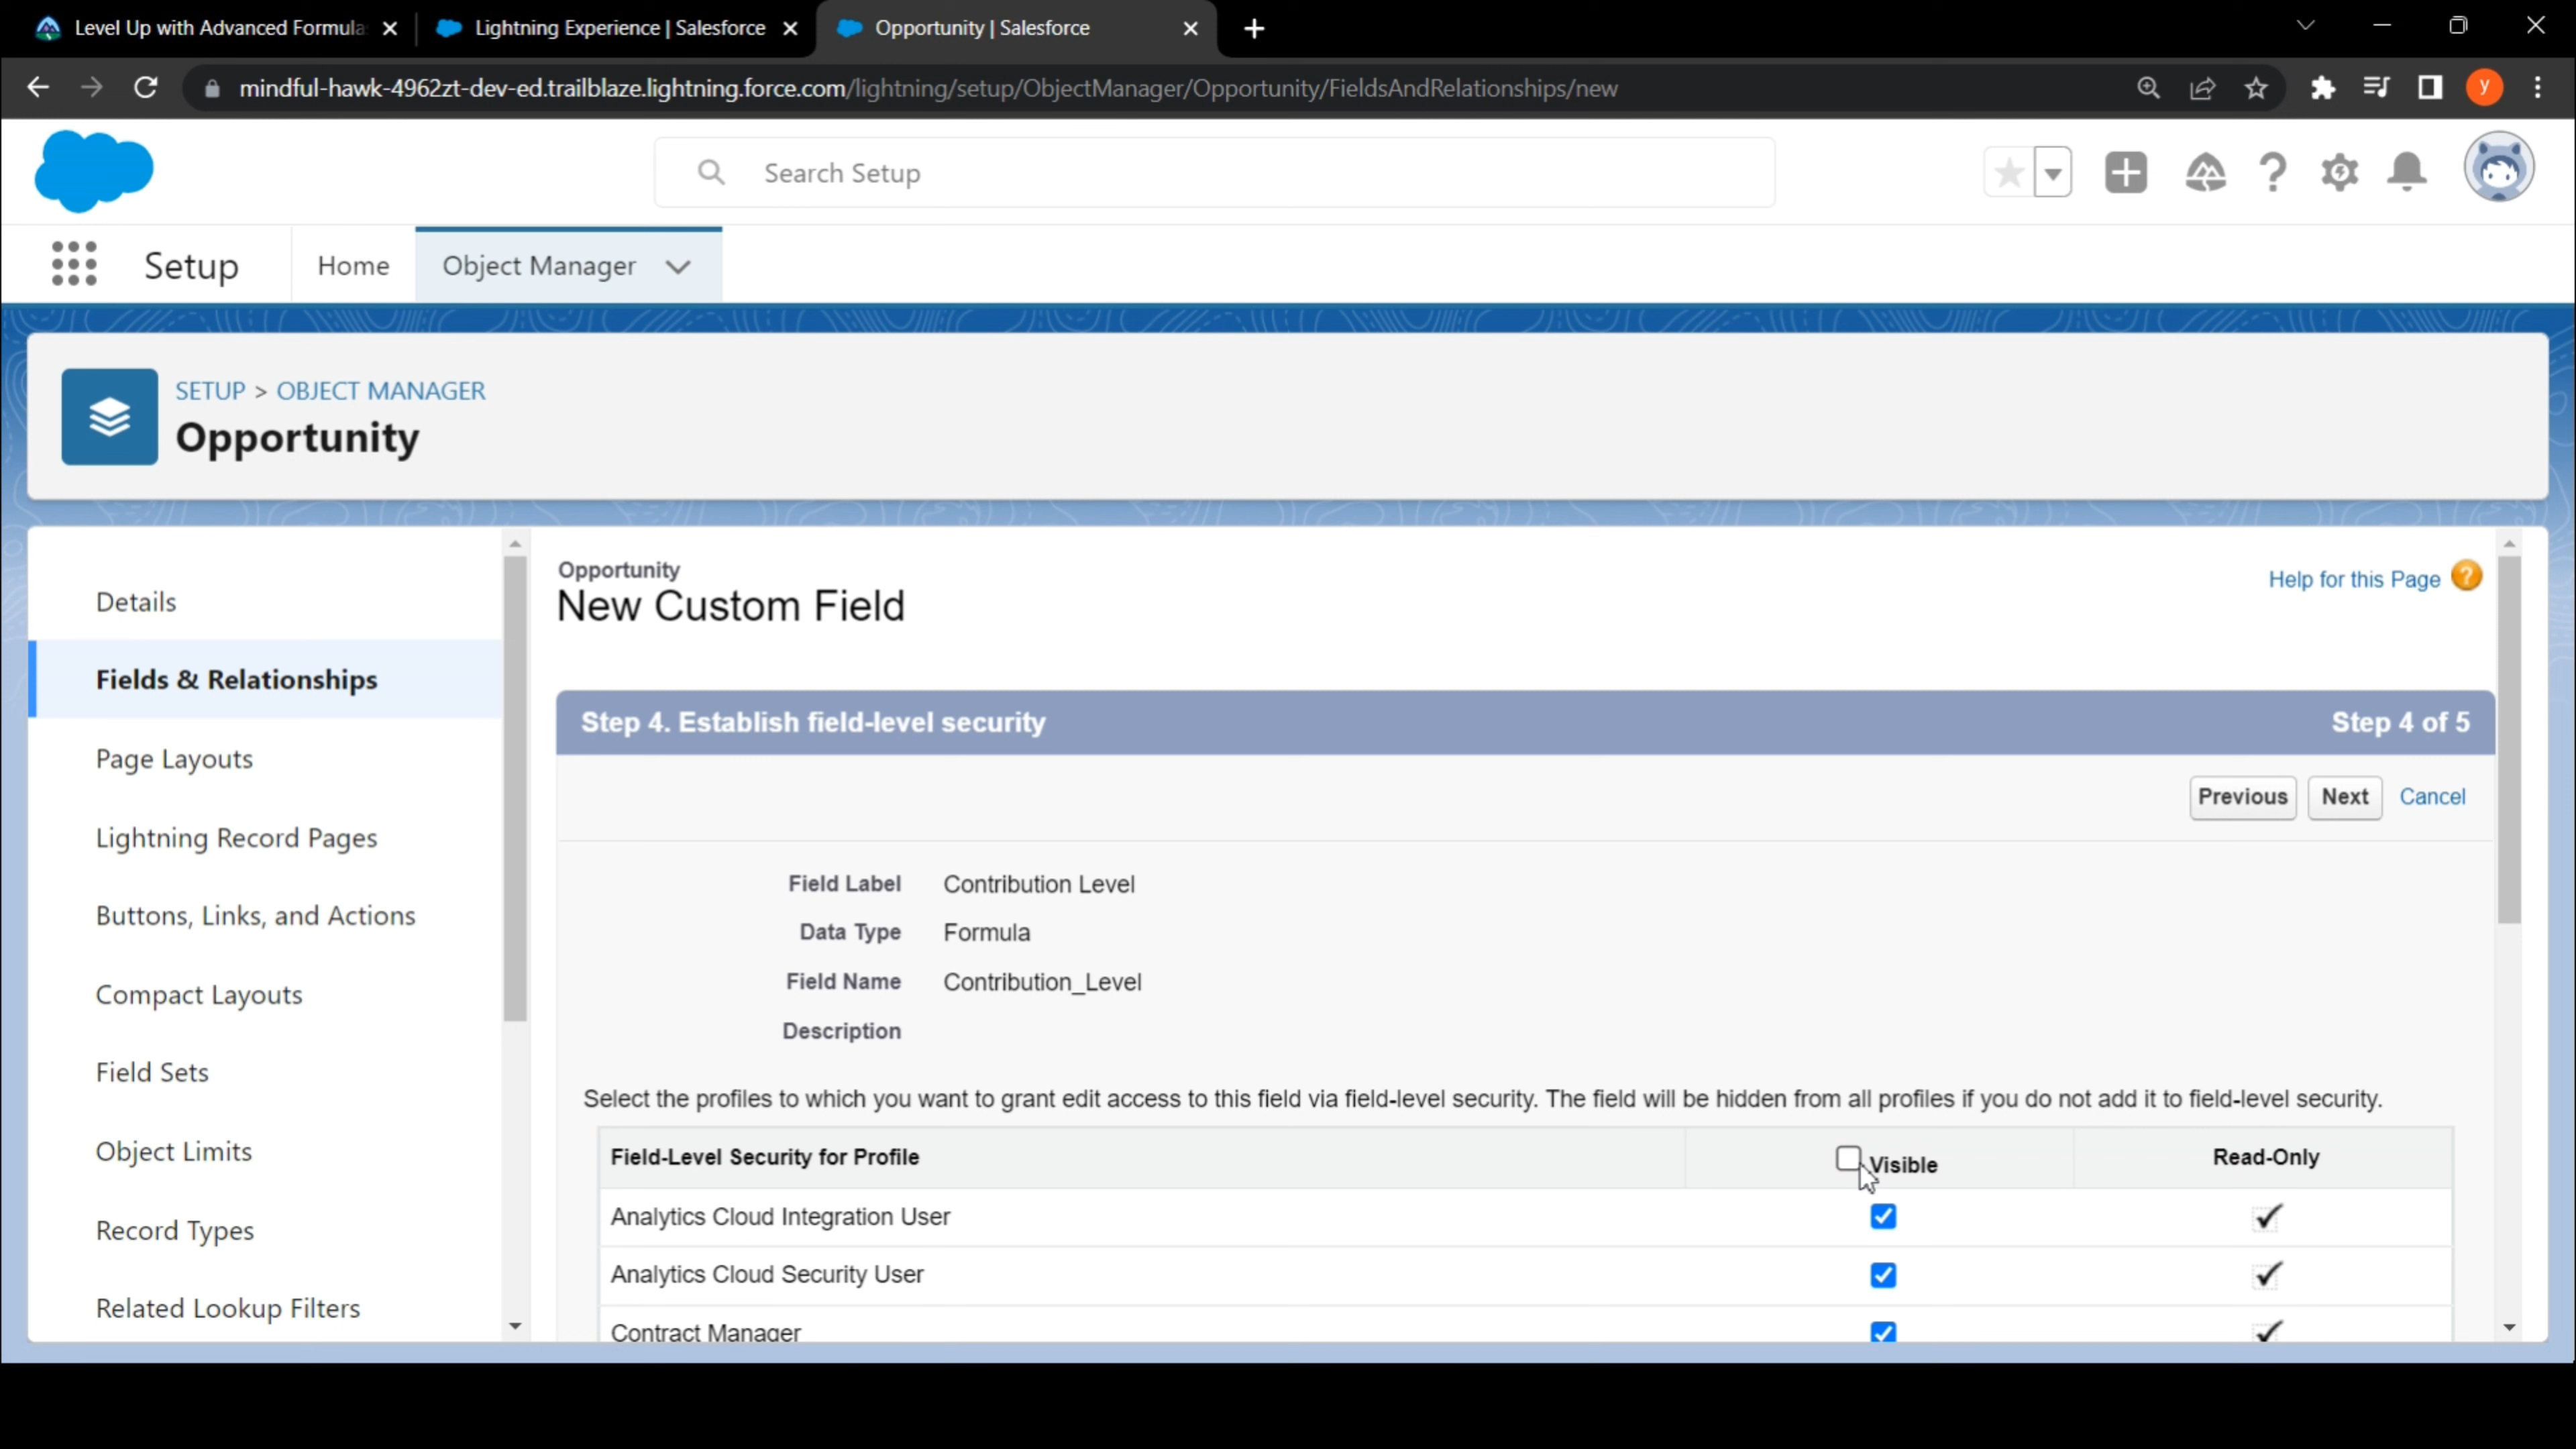 Level Up with Advanced Formula
Lightning Experience | Salesforce
Opportunity | Salesforce
mindful-hawk-4962zt-dev-ed.trailblaze.lightning.force.com/lightning/setup/ObjectManager/Opportunity/FieldsAndRelationships/new
y
Search Setup
Setup
Home
Object Manager
SETUP > OBJECT MANAGER
Opportunity
Details
Fields & Relationships
Page Layouts
Lightning Record Pages
Buttons, Links, and Actions
Compact Layouts
Field Sets
Object Limits
Record Types
Related Lookup Filters
Opportunity
New Custom Field
Help for this Page ?
Step 4. Establish field-level security
Step 4 of 5
Previous Next Cancel
Field Label Contribution Level
Data Type Formula
Field Name Contribution_Level
Description
Select the profiles to which you want to grant edit access to this field via field-level security. The field will be hidden from all profiles if you do not add it to field-level security.
Field-Level Security for Profile Visible Read-Only
Analytics Cloud Integration User
Analytics Cloud Security User
Contract Manager